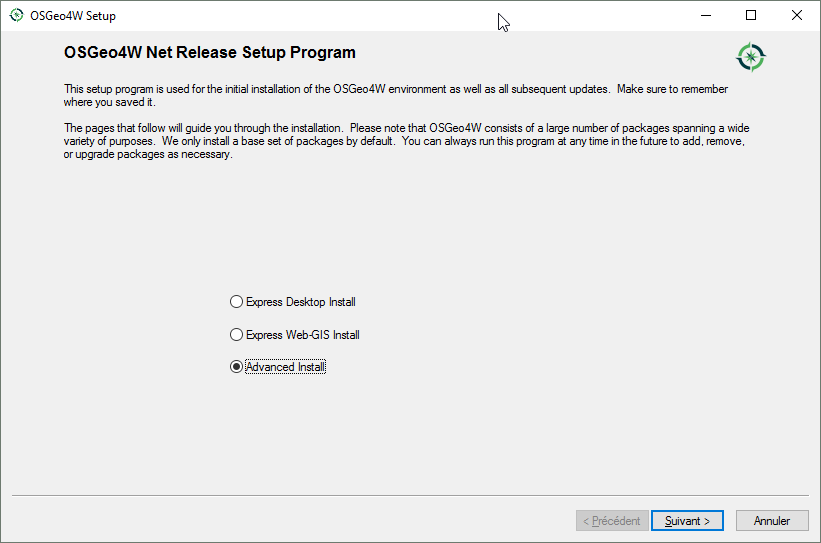 OSGeo4W Setup
OSGeo4W Net Release Setup Program
This setup program is used for the initial installation of the OSGeo4W environment as well as all subsequent updates.  Make sure to remember
where you saved it.
The pages that follow will guide you through the installation.  Please note that OSGeo4W consists of a large number of packages spanning a wide
variety of purposes.  We only install a base set of packages by default.  You can always run this program at any time in the future to add, remove,
or upgrade packages as necessary.
Express Desktop Install
Express Web-GIS Install
Advanced Install
< Précédent Suivant > Annuler